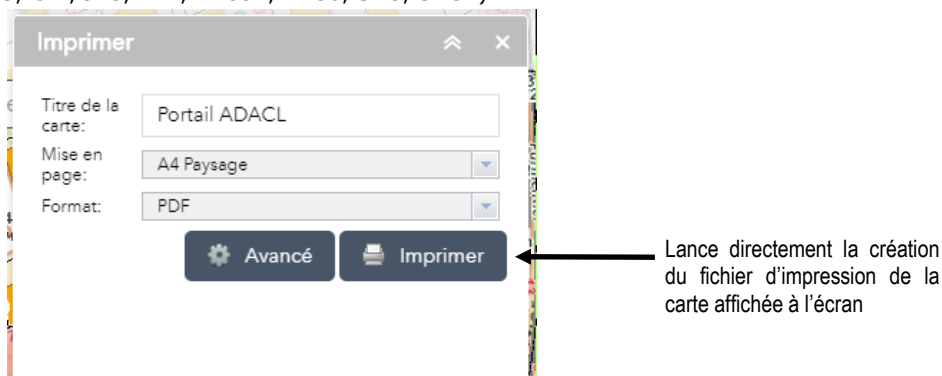 Imprimer
Titre de la
carte:
Portail ADACL
Mise en
page:
A4 Paysage
Format:
PDF
Avancé
Imprimer
Lance directement la création
du fichier d’impression de la
carte affichée à l’écran